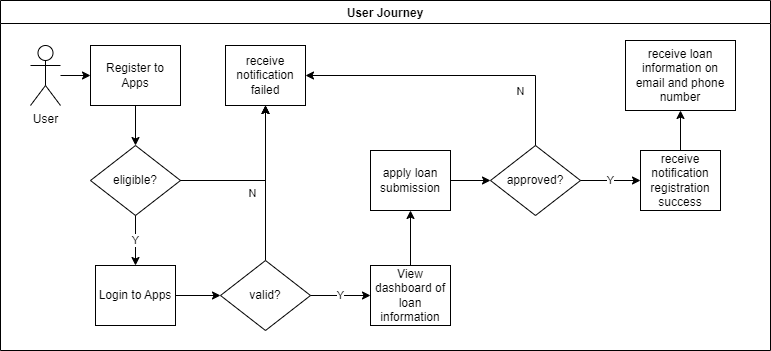 User Journey
User
Register to
Apps
receive
notification
failed
receive loan
information on
email and phone
number
N
eligible?
N
apply loan
submission
approved?
Y
receive
notification
registration
success
Y
Login to Apps
valid?
Y
View
dashboard of
loan
information